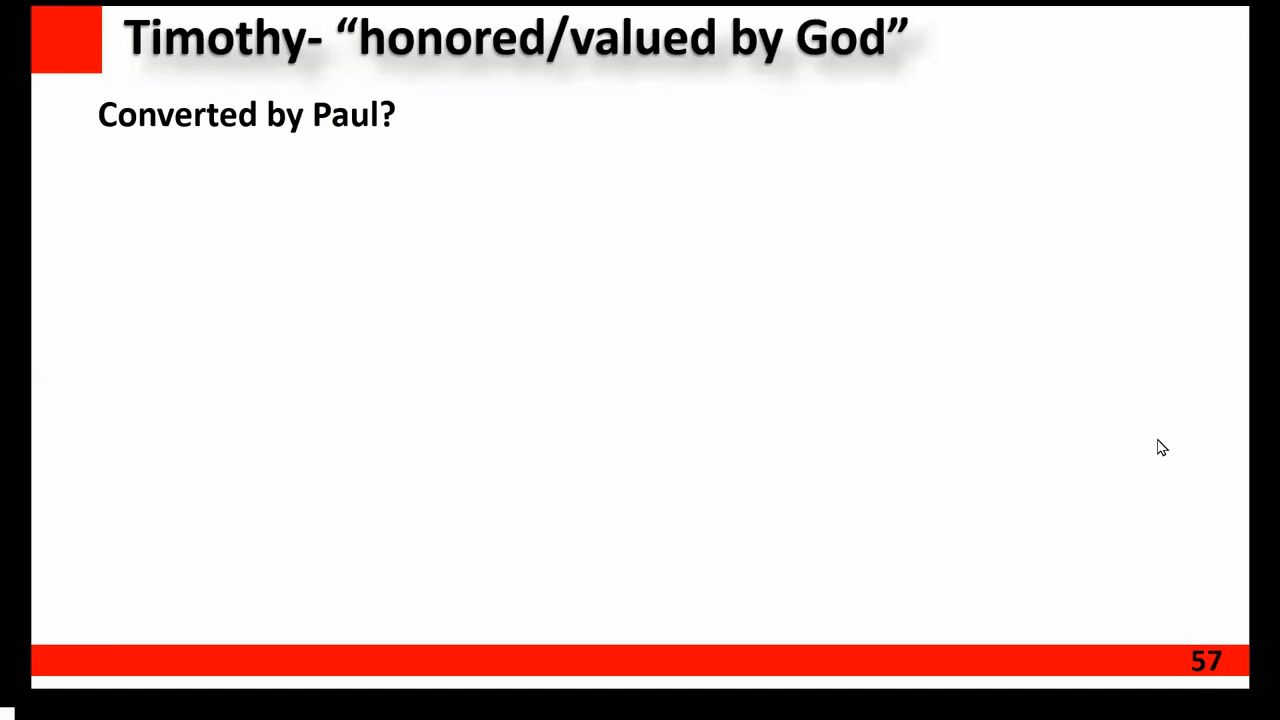 Timothy- “honored/valued by God”
Converted by Paul?
57